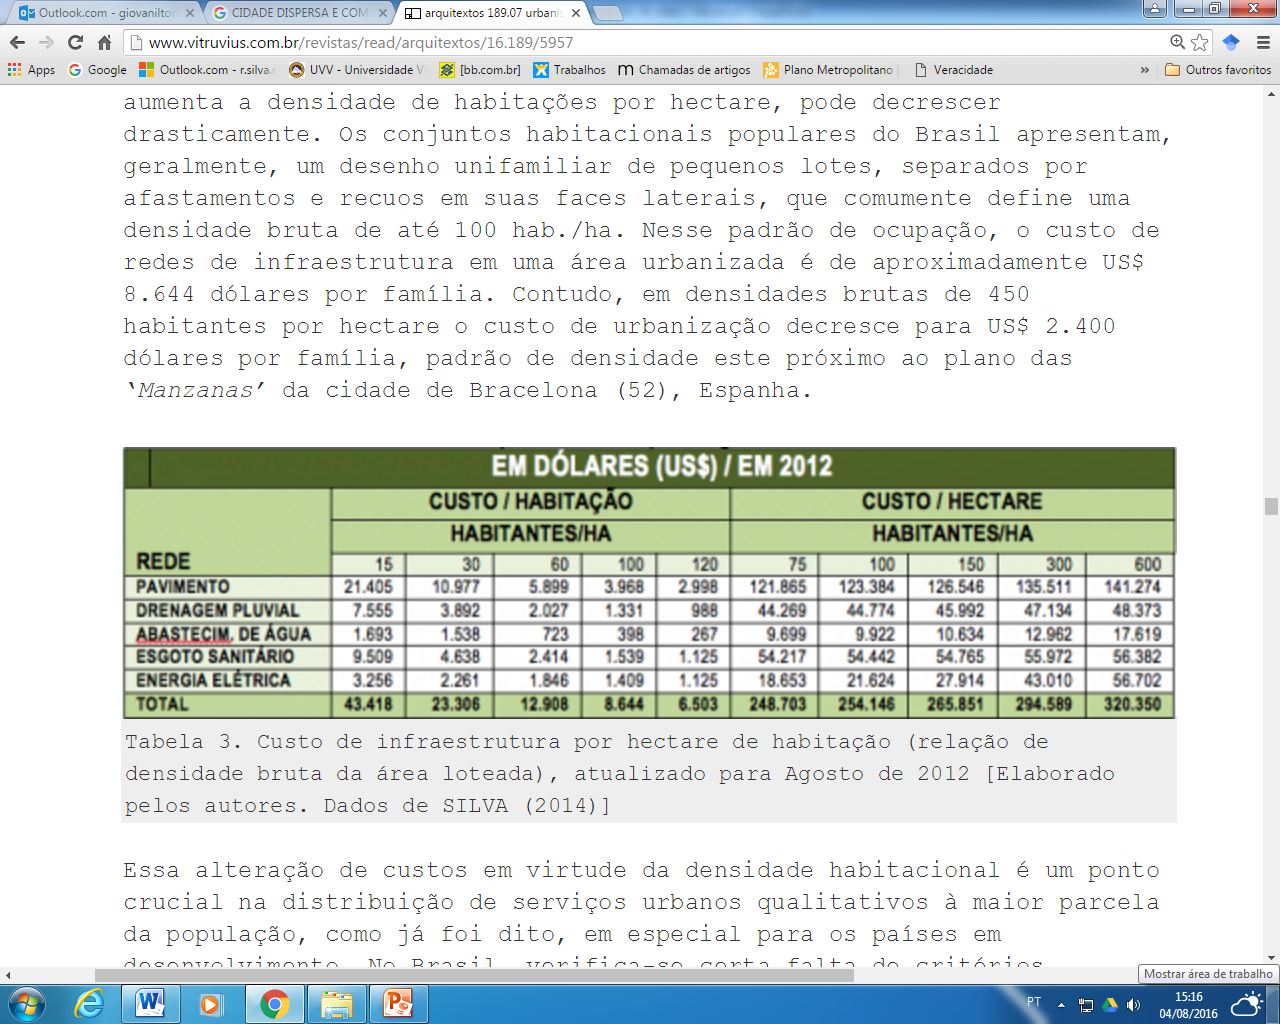 Outlook.com - giovanilton
CIDADE DISPERSA E COM
arquitextos 189.07 urbanis
www.vitruvius.com.br/revistas/read/arquitextos/16.189/5957
Apps Google Outlook.com - r.silva. UVV - Universidade V [bb.com.br] Trabalhos Chamadas de artigos Plano Metropolitano Veracidade » Outros favoritos
aumenta a densidade de habitações por hectare, pode decrescer
drasticamente. Os conjuntos habitacionais populares do Brasil apresentam,
geralmente, um desenho unifamiliar de pequenos lotes, separados por
afastamentos e recuos em suas faces laterais, que comumente define uma
densidade bruta de até 100 hab./ha. Nesse padrão de ocupação, o custo de
redes de infraestrutura em uma área urbanizada é de aproximadamente US$
8.644 dólares por família. Contudo, em densidades brutas de 450
habitantes por hectare o custo de urbanização decresce para US$ 2.400
dólares por família, padrão de densidade este próximo ao plano das
‘Manzanas’ da cidade de Bracelona (52), Espanha.
EM DÓLARES (US$) / EM 2012
CUSTO / HABITAÇÃO CUSTO / HECTARE
HABITANTES/HA HABITANTES/HA
REDE 15 30 60 100 120 75 100 150 300 600
PAVIMENTO 21.405 10.977 5.899 3.968 2.998 121.865 123.384 126.546 135.511 141.274
DRENAGEM PLUVIAL 7.555 3.892 2.027 1.331 988 44.269 44.774 45.992 47.134 48.373
ABASTECIM. DE ÁGUA 1.693 1.538 723 398 267 9.699 9.922 10.634 12.962 17.619
ESGOTO SANITÁRIO 9.509 4.638 2.414 1.539 1.125 54.217 54.442 54.765 55.972 56.382
ENERGIA ELÉTRICA 3.256 2.261 1.846 1.409 1.125 18.653 21.624 27.914 43.010 56.702
TOTAL 43.418 23.306 12.908 8.644 6.503 248.703 254.146 265.851 294.589 320.350
Tabela 3. Custo de infraestrutura por hectare de habitação (relação de
densidade bruta da área loteada), atualizado para Agosto de 2012 [Elaborado
pelos autores. Dados de SILVA (2014)]
Essa alteração de custos em virtude da densidade habitacional é um ponto
crucial na distribuição de serviços urbanos qualitativos à maior parcela
da população, como já foi dito, em especial para os países em
desenvolvimento. No Brasil, verifica-se certa falta de critérios
Mostrar área de trabalho
PT
15:16
04/08/2016